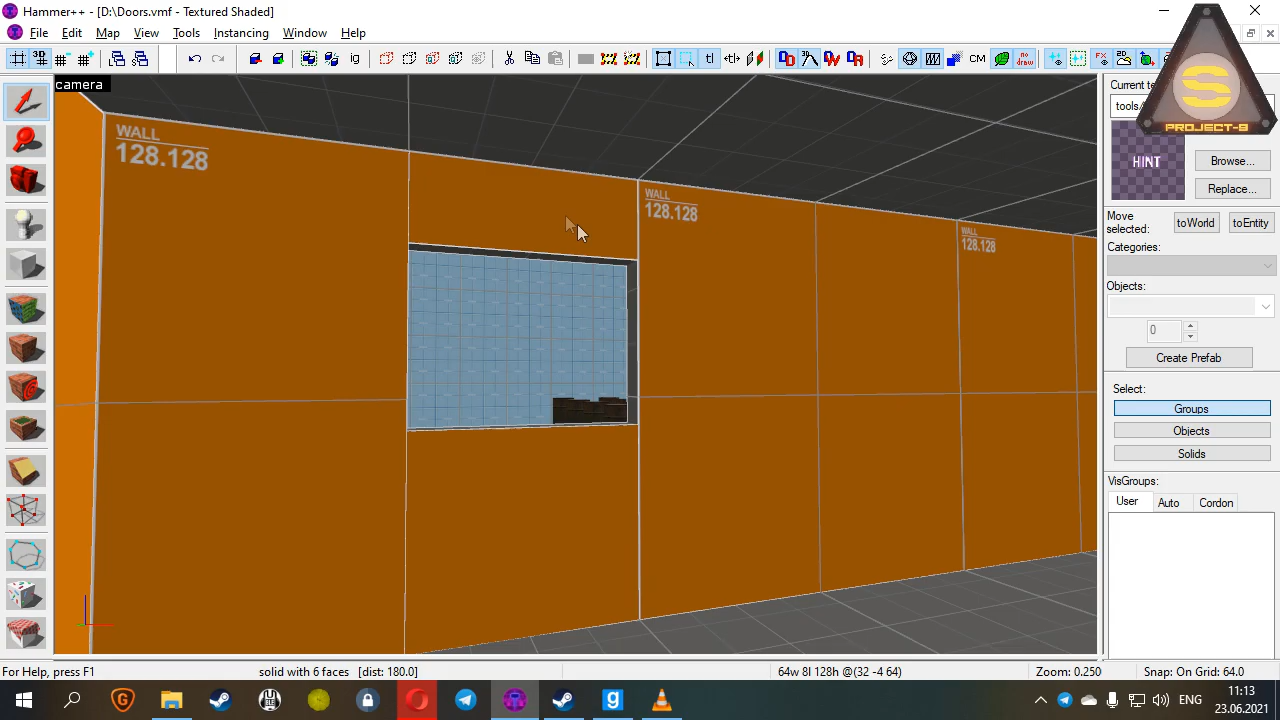 Hammer++ - [D:\Doors.vmf - Textured Shaded]
File Edit Map View Tools Instancing Window Help
CM
camera
WALL
128.128
WALL
128.128
WALL
128.128
S
PROJECT-S
tools/
HINT
Browse...
Replace...
Move selected:
toWorld
toEntity
Categories:
Objects:
0
Create Prefab
Select:
Groups
Objects
Solids
VisGroups:
User Auto Cordon
For Help, press F1
solid with 6 faces [dist: 180.0]
64w 8l 128h @(32 -4 64)
Zoom: 0.250
Snap: On Grid: 64.0
ENG
11:13
23.06.2021